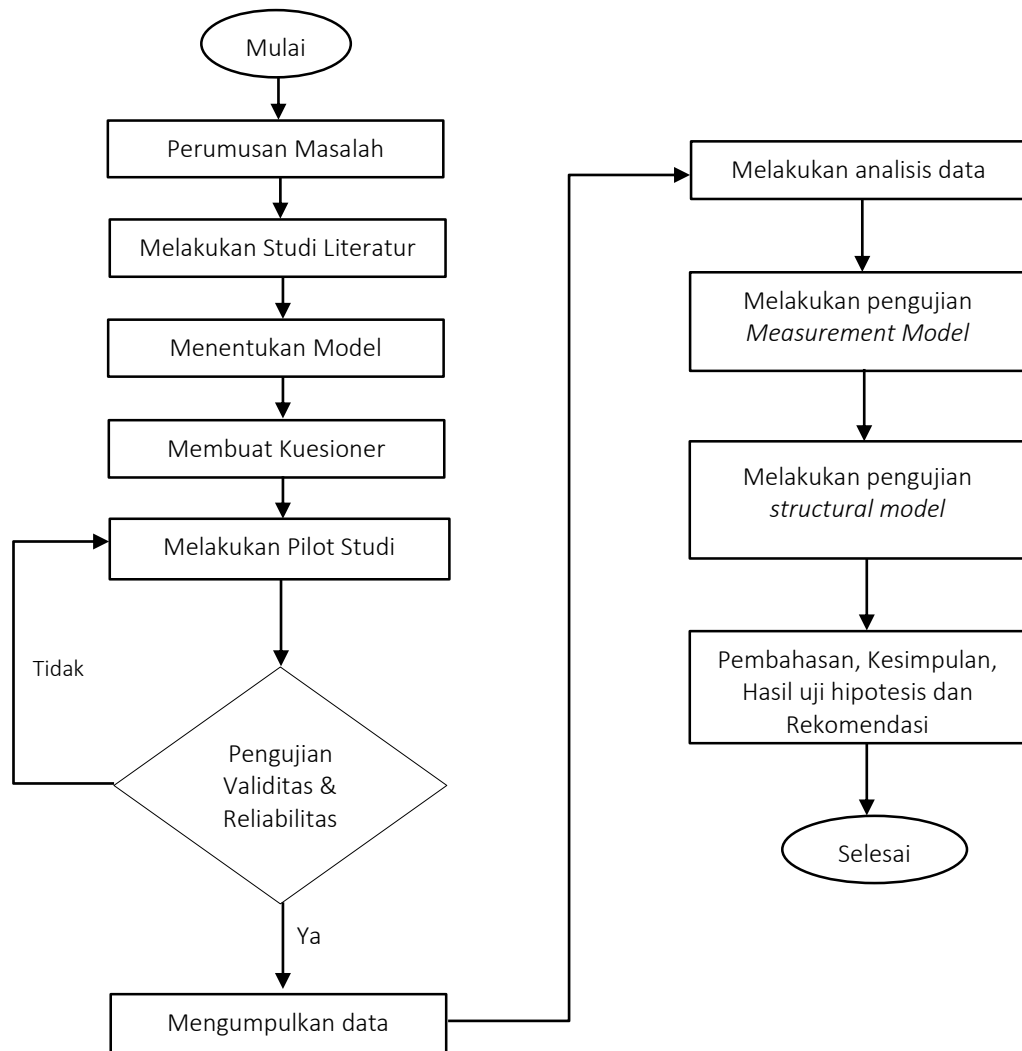 Mulai
Perumusan Masalah
Melakukan Studi Literatur
Menentukan Model
Membuat Kuesioner
Melakukan Pilot Studi
Tidak
Pengujian
Validitas &
Reliabilitas
Ya
Mengumpulkan data
Melakukan analisis data
Melakukan pengujian
Measurement Model
Melakukan pengujian
structural model
Pembahasan, Kesimpulan,
Hasil uji hipotesis dan
Rekomendasi
Selesai